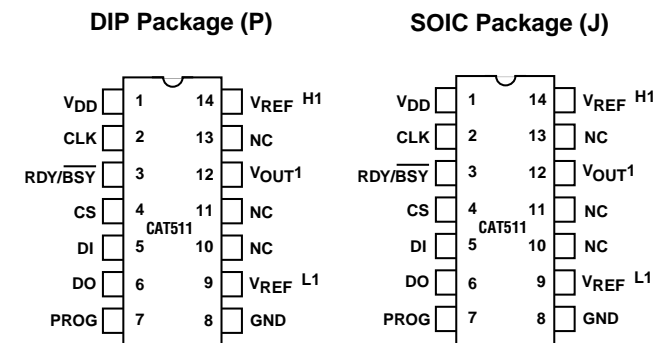 DIP Package (P)
VDD 1 14 VREF H1
CLK 2 13 NC
RDY/BSY 3 12 VOUT1
CS 4 11 NC
CAT511
DI 5 10 NC
DO 6 9 VREF L1
PROG 7 8 GND
SOIC Package (J)
VDD 1 14 VREF H1
CLK 2 13 NC
RDY/BSY 3 12 VOUT1
CS 4 11 NC
CAT511
DI 5 10 NC
DO 6 9 VREF L1
PROG 7 8 GND